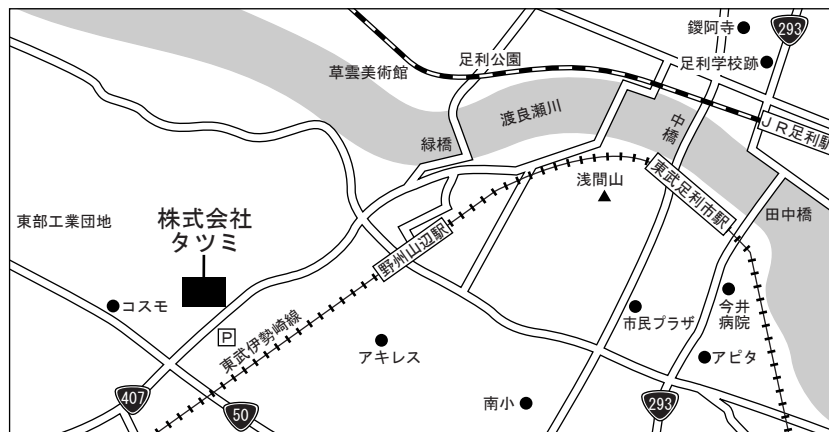 鑁阿寺
293
足利公園
足利学校跡
草雲美術館
渡良瀬川
中橋
JR足利駅
緑橋
浅間山
東武足利市駅
東部工業団地
株式会社
タツミ
田中橋
野州山辺駅
コスモ
今井
病院
市民プラザ
P
東武伊勢崎線
アキレス
アピタ
407
50
南小
293